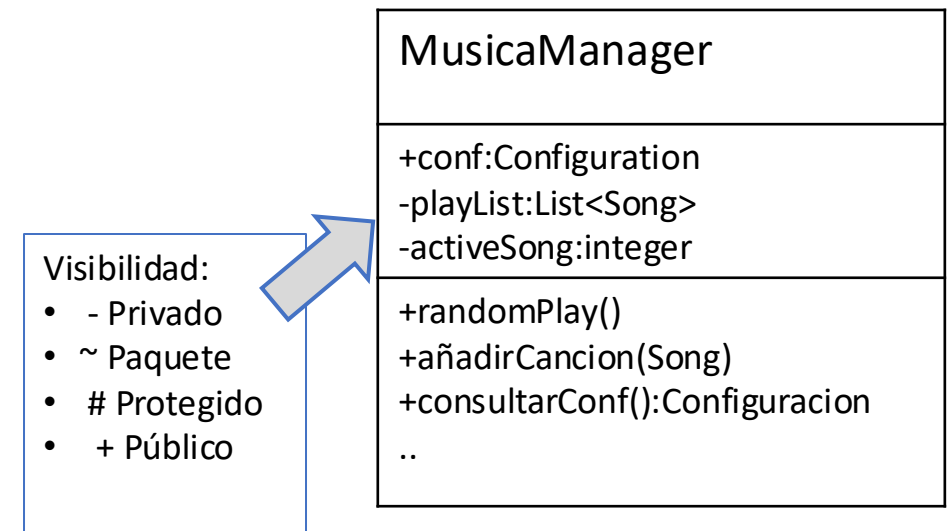 MusicaManager
+conf:Configuration
-playList:List<Song>
-activeSong:integer
+randomPlay()
+añadirCancion(Song)
+consultarConf():Configuracion
..
Visibilidad:
• - Privado
• ~ Paquete
• # Protegido
• + Público